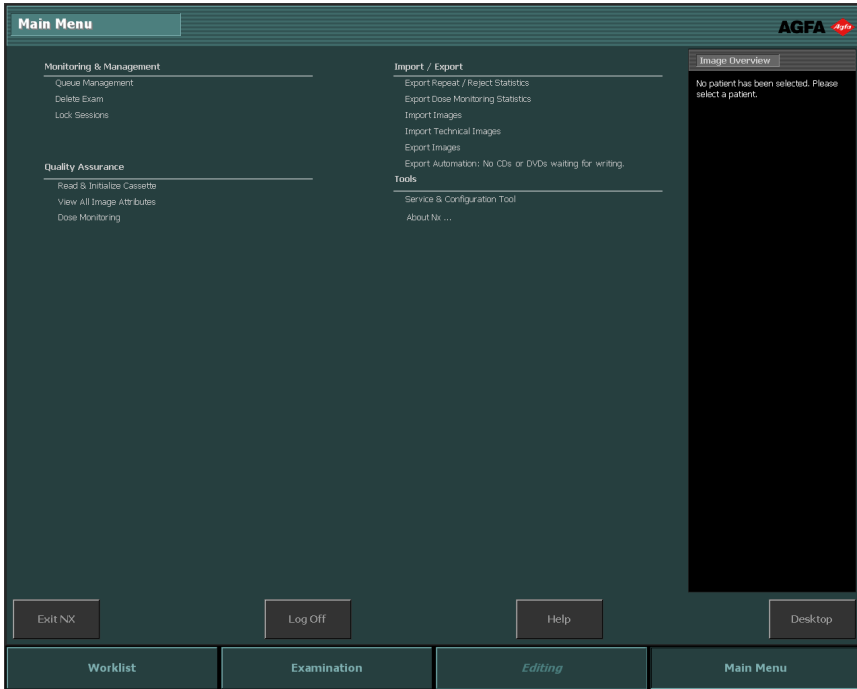 Main Menu
AGFA
Agfa
Monitoring & Management
Queue Management
Delete Exam
Lock Sessions
Quality Assurance
Read & Initialize Cassette
View All Image Attributes
Dose Monitoring
Import / Export
Export Repeat / Reject Statistics
Export Dose Monitoring Statistics
Import Images
Import Technical Images
Export Images
Export Automation: No CDs or DVDs waiting for writing.
Tools
Service & Configuration Tool
About Nx ...
Image Overview
No patient has been selected. Please
select a patient.
Exit NX
Log Off
Help
Desktop
Worklist
Examination
Editing
Main Menu